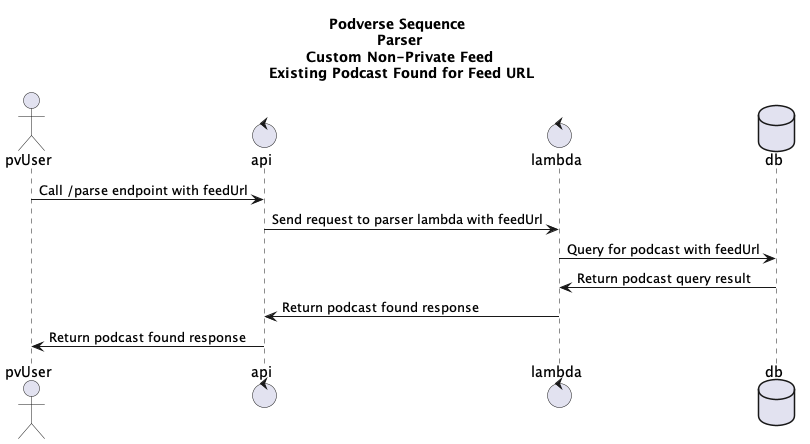 Podverse Sequence
Parser
Custom Non-Private Feed
Existing Podcast Found for Feed URL
pvUser
api
lambda
db
Call /parse endpoint with feedUrl
Send request to parser lambda with feedUrl
Query for podcast with feedUrl
Return podcast query result
Return podcast found response
Return podcast found response
pvUser
api
lambda
db